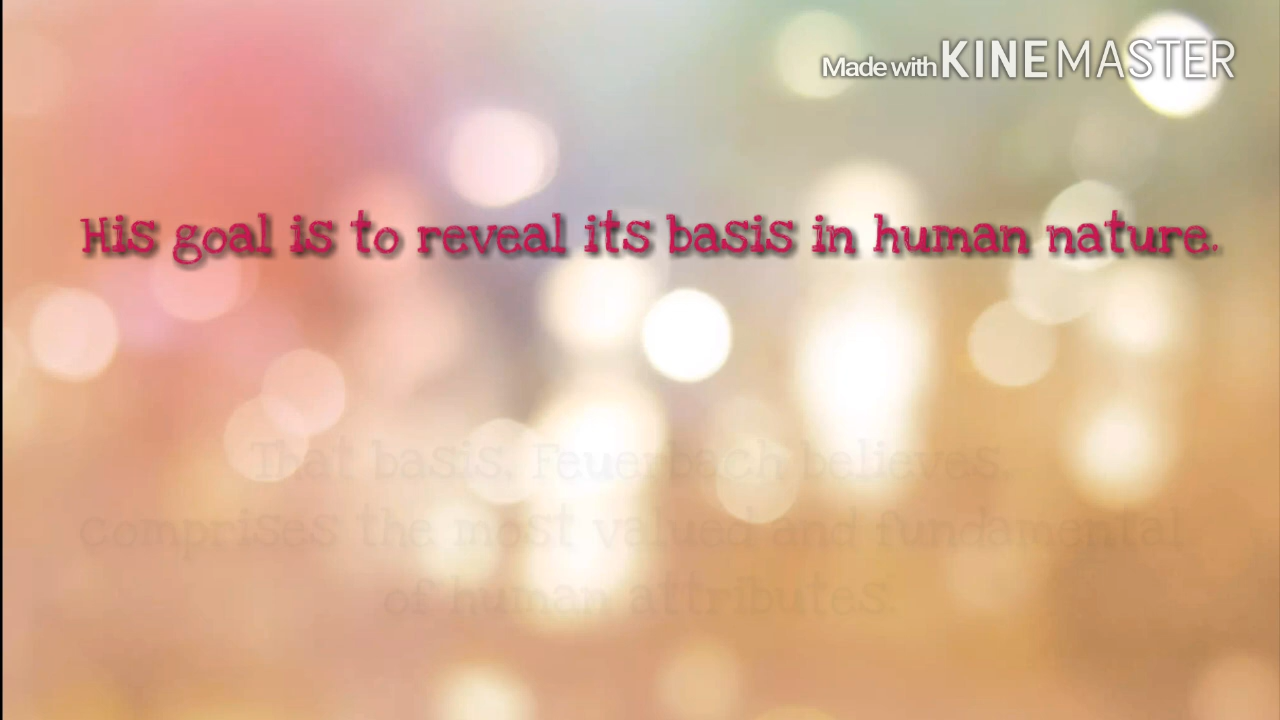 Made with KINEMASTER
His goal is to reveal its basis in human nature.
That basis, Feuerbach believes,
comprises the most valued and fundamental
of human attributes.